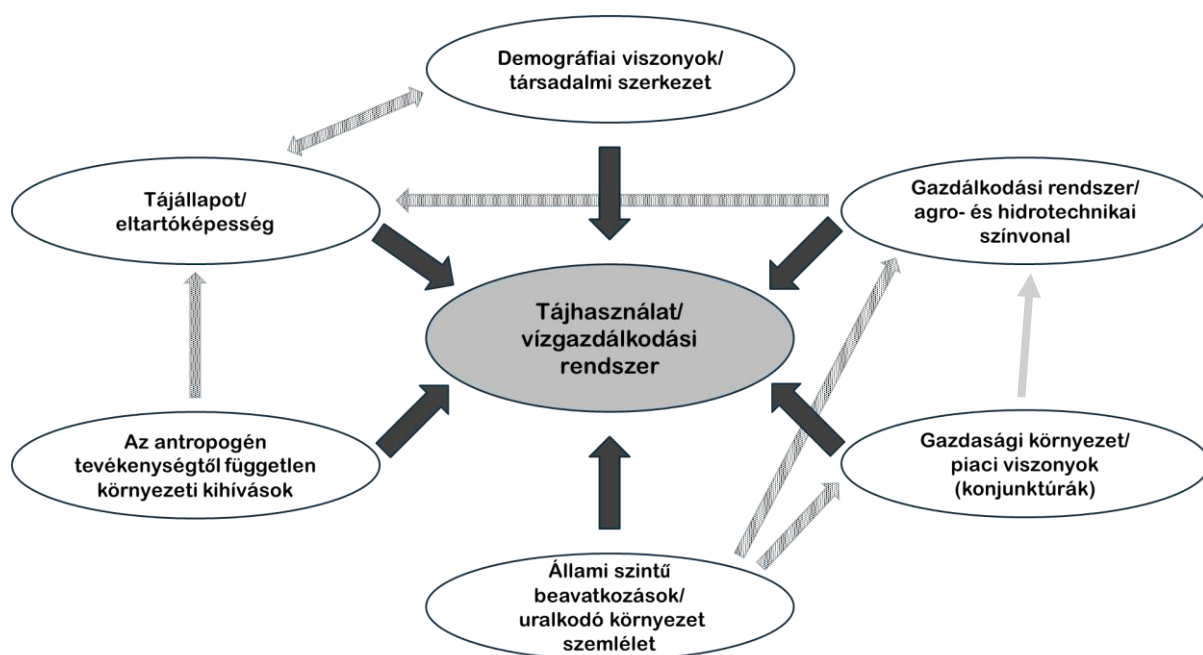 Demográfiai viszonyok/
társadalmi szerkezet
Tájállapot/
eltartóképesség
Gazdálkodási rendszer/
agro- és hidrotechnikai
színvonal
Tájhasználat/
vízgazdálkodási
rendszer
Az antropogén
tevékenységtől független
környezeti kihívások
Gazdasági környezet/
piaci viszonyok
(konjunktúrák)
Állami szintű
beavatkozások/
uralkodó környezet
szemlélet